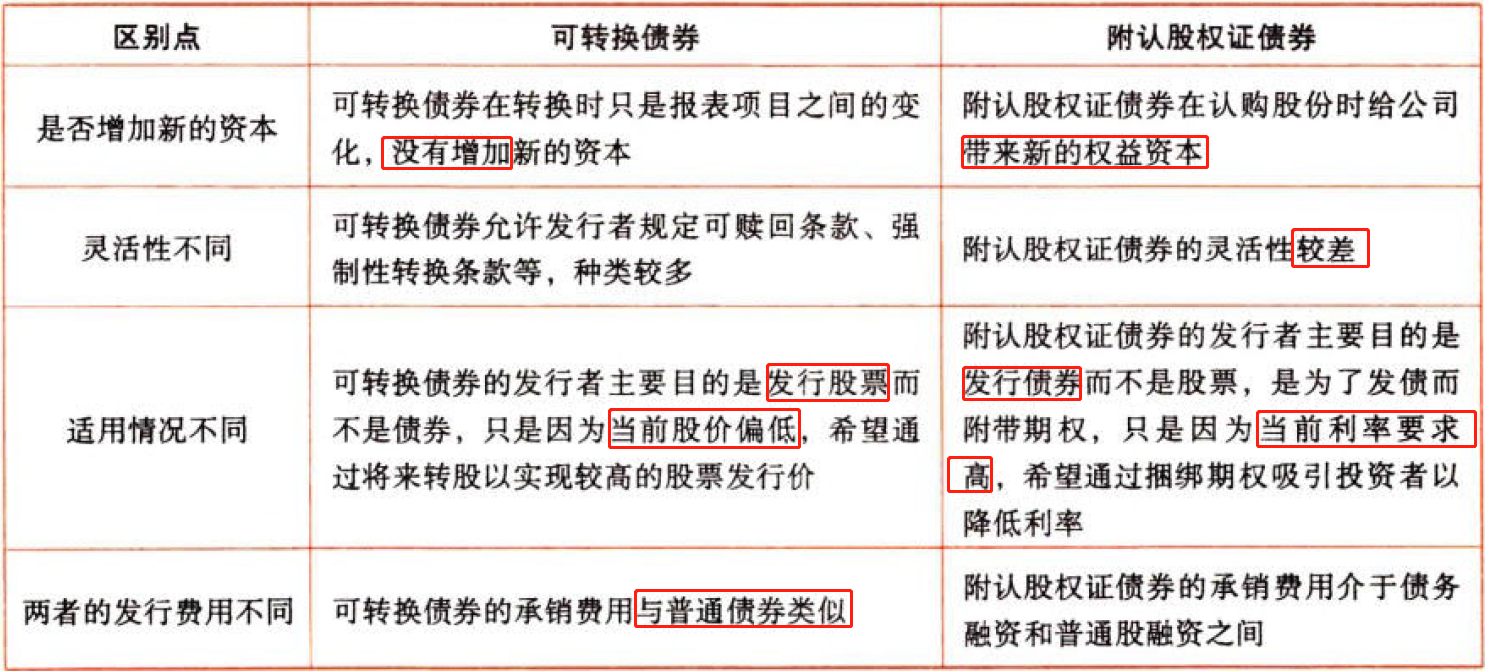 区别点
可转换债券
附认股权证债券
是否增加新的资本
可转换债券在转换时只是报表项目之间的变
化，没有增加新的资本
附认股权证债券在认购股份时给公司
带来新的权益资本
灵活性不同
可转换债券允许发行者规定可赎回条款、强
制性转换条款等，种类较多
附认股权证债券的灵活性较差
适用情况不同
可转换债券的发行者主要目的是发行股票而
不是债券，只是因为当前股价偏低，希望通
过将来转股以实现较高的股票发行价
附认股权证债券的发行者主要目的是
发行债券而不是股票，是为了发债而
附带期权，只是因为当前利率要求
高，希望通过捆绑期权吸引投资者以
降低利率
两者的发行费用不同
可转换债券的承销费用与普通债券类似
附认股权证债券的承销费用介于债务
融资和普通股融资之间